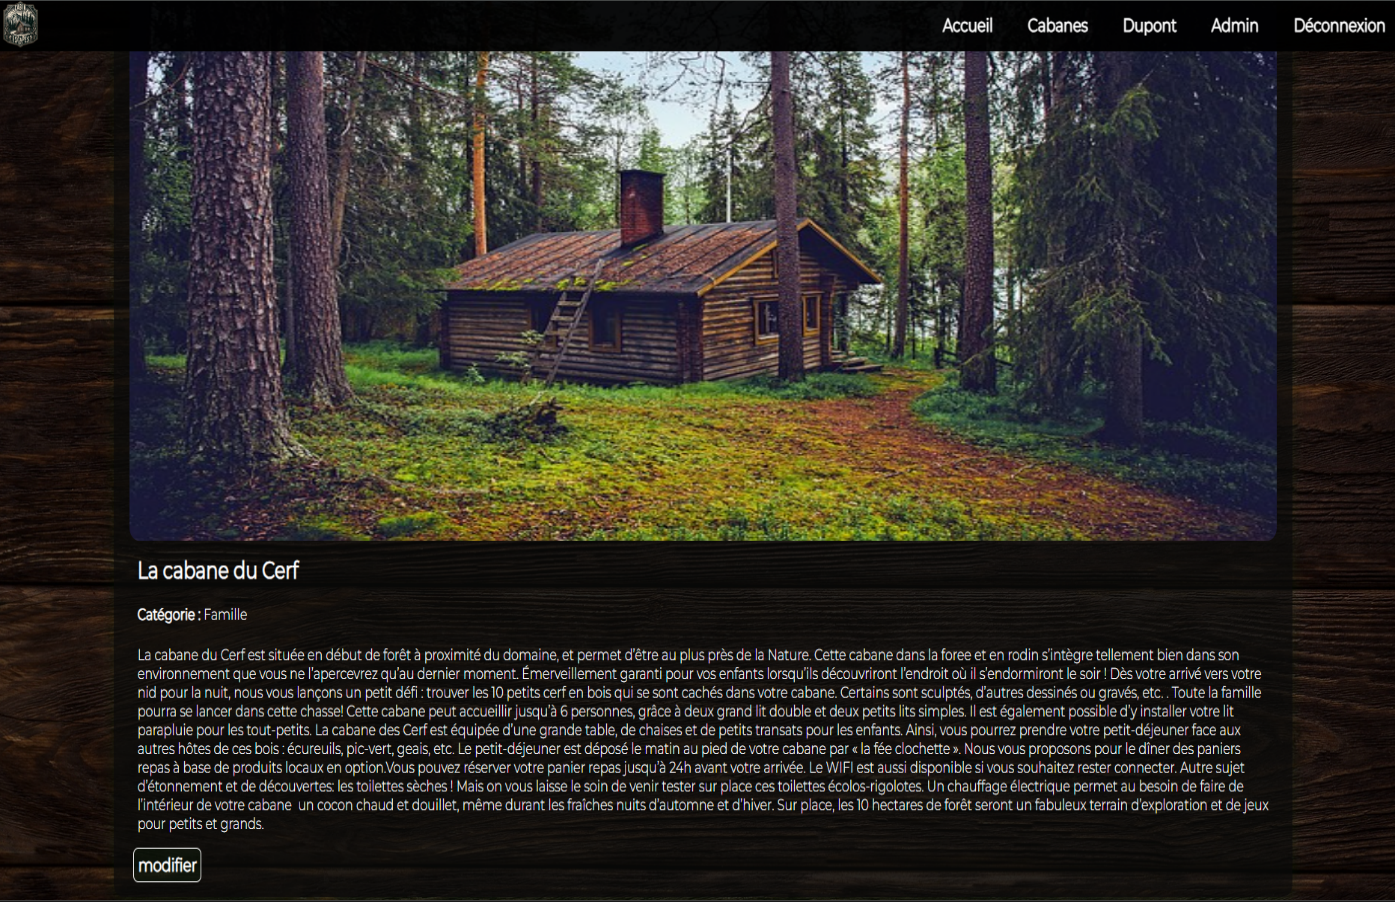 Accueil Cabanes Dupont Admin Déconnexion
La cabane du Cerf
Catégorie : Famille
La cabane du Cerf est située en début de forêt à proximité du domaine, et permet d'être au plus près de la Nature. Cette cabane dans la foree et en rodin s'intègre tellement bien dans son
environnement que vous ne l'apercevrez qu'au dernier moment. Émerveillement garanti pour vos enfants lorsqu'ils découvriront l'endroit où il s'endormiront le soir ! Dès votre arrivé vers votre
nid pour la nuit, nous vous lançons un petit défi : trouver les 10 petits cerf en bois qui se sont cachés dans votre cabane. Certains sont sculptés, d'autres dessinés ou gravés, etc. . Toute la famille
pourra se lancer dans cette chasse! Cette cabane peut accueillir jusqu'à 6 personnes, grâce à deux grand lit double et deux petits lits simples. Il est également possible d'y installer votre lit
parapluie pour les tout-petits. La cabane des Cerf est équipée d'une grande table, de chaises et de petits transats pour les enfants. Ainsi, vous pourrez prendre votre petit-déjeuner face aux
autres hôtes de ces bois : écureuils, pic-vert, geais, etc. Le petit-déjeuner est déposé le matin au pied de votre cabane par « la fée clochette ». Nous vous proposons pour le dîner des paniers
repas à base de produits locaux en option.Vous pouvez réserver votre panier repas jusqu'à 24h avant votre arrivée. Le WIFI est aussi disponible si vous souhaitez rester connecter. Autre sujet
d'étonnement et de découvertes: les toilettes sèches ! Mais on vous laisse le soin de venir tester sur place ces toilettes écolos-rigolotes. Un chauffage électrique permet au besoin de faire de
l'intérieur de votre cabane  un cocon chaud et douillet, même durant les fraîches nuits d'automne et d'hiver. Sur place, les 10 hectares de forêt seront un fabuleux terrain d'exploration et de jeux
pour petits et grands.
modifier